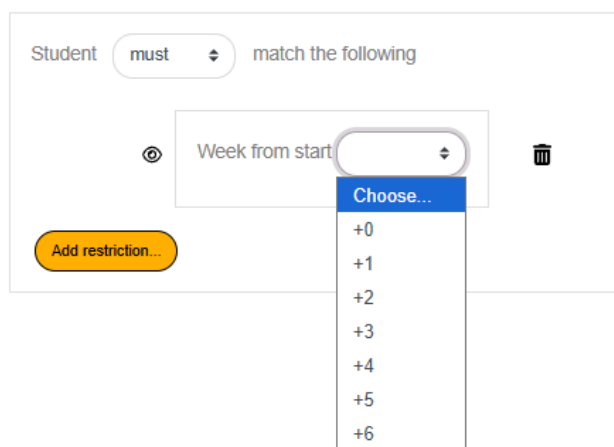 Student must match the following
Week from start
Choose...
+0
+1
+2
+3
+4
+5
+6
Add restriction...